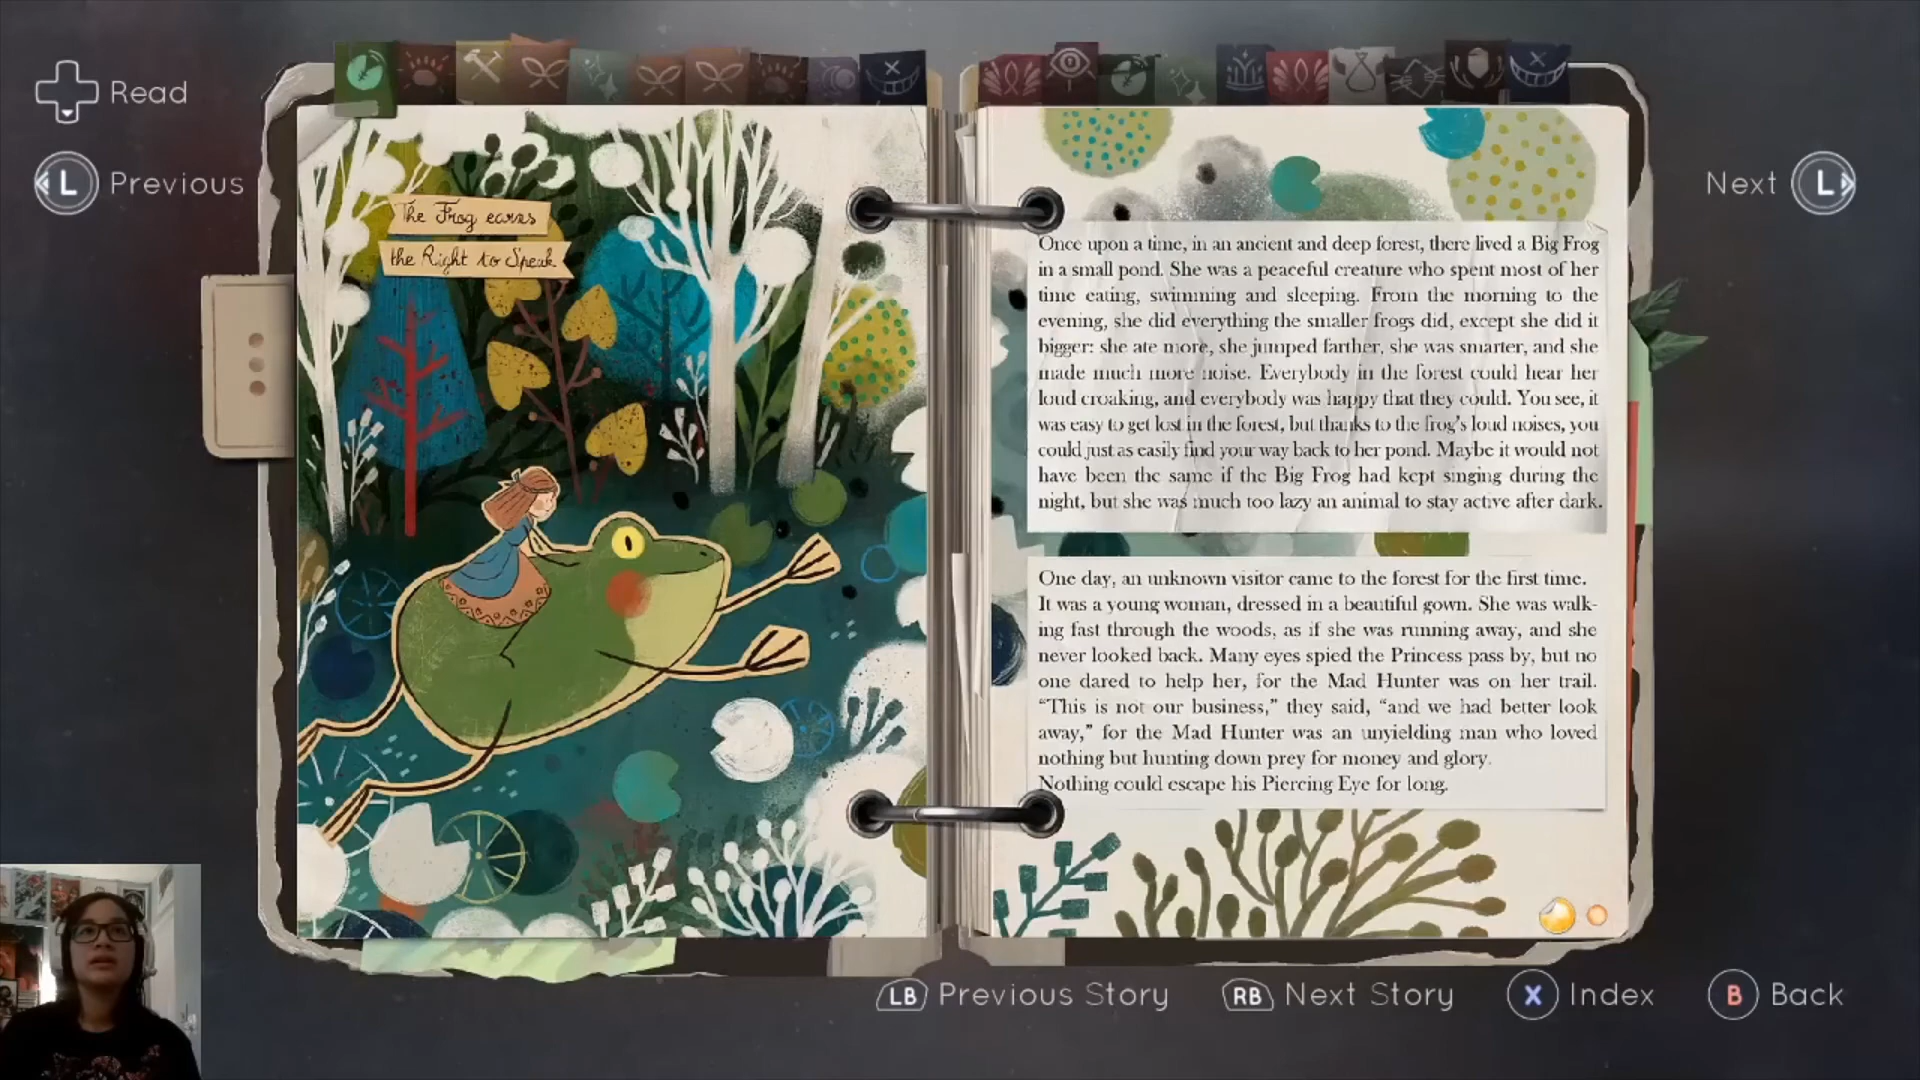 Read
L Previous
Next L
The Frog earns
the Right to Speak
Once upon a time, in an ancient and deep forest, there lived a Big Frog
in a small pond. She was a peaceful creature who spent most of her
time eating, swimming and sleeping. From the morning to the
evening, she did everything the smaller frogs did, except she did it
bigger: she ate more, she jumped farther, she was smarter, and she
made much more noise. Everybody in the forest could hear her
loud croaking, and everybody was happy that they could. You see, it
was easy to get lost in the forest, but thanks to the frog's loud noises, you
could just as easily find your way back to her pond. Maybe it would not
have been the same if the Big Frog had kept singing during the
night, but she was much too lazy an animal to stay active after dark.
One day, an unknown visitor came to the forest for the first time.
It was a young woman, dressed in a beautiful gown. She was walk-
ing fast through the woods, as if she was running away, and she
never looked back. Many eyes spied the Princess pass by, but no
one dared to help her, for the Mad Hunter was on her trail.
“This is not our business,” they said, “and we had better look
away,” for the Mad Hunter was an unyielding man who loved
nothing but hunting down prey for money and glory.
Nothing could escape his Piercing Eye for long.
LB Previous Story RB Next Story X Index B Back